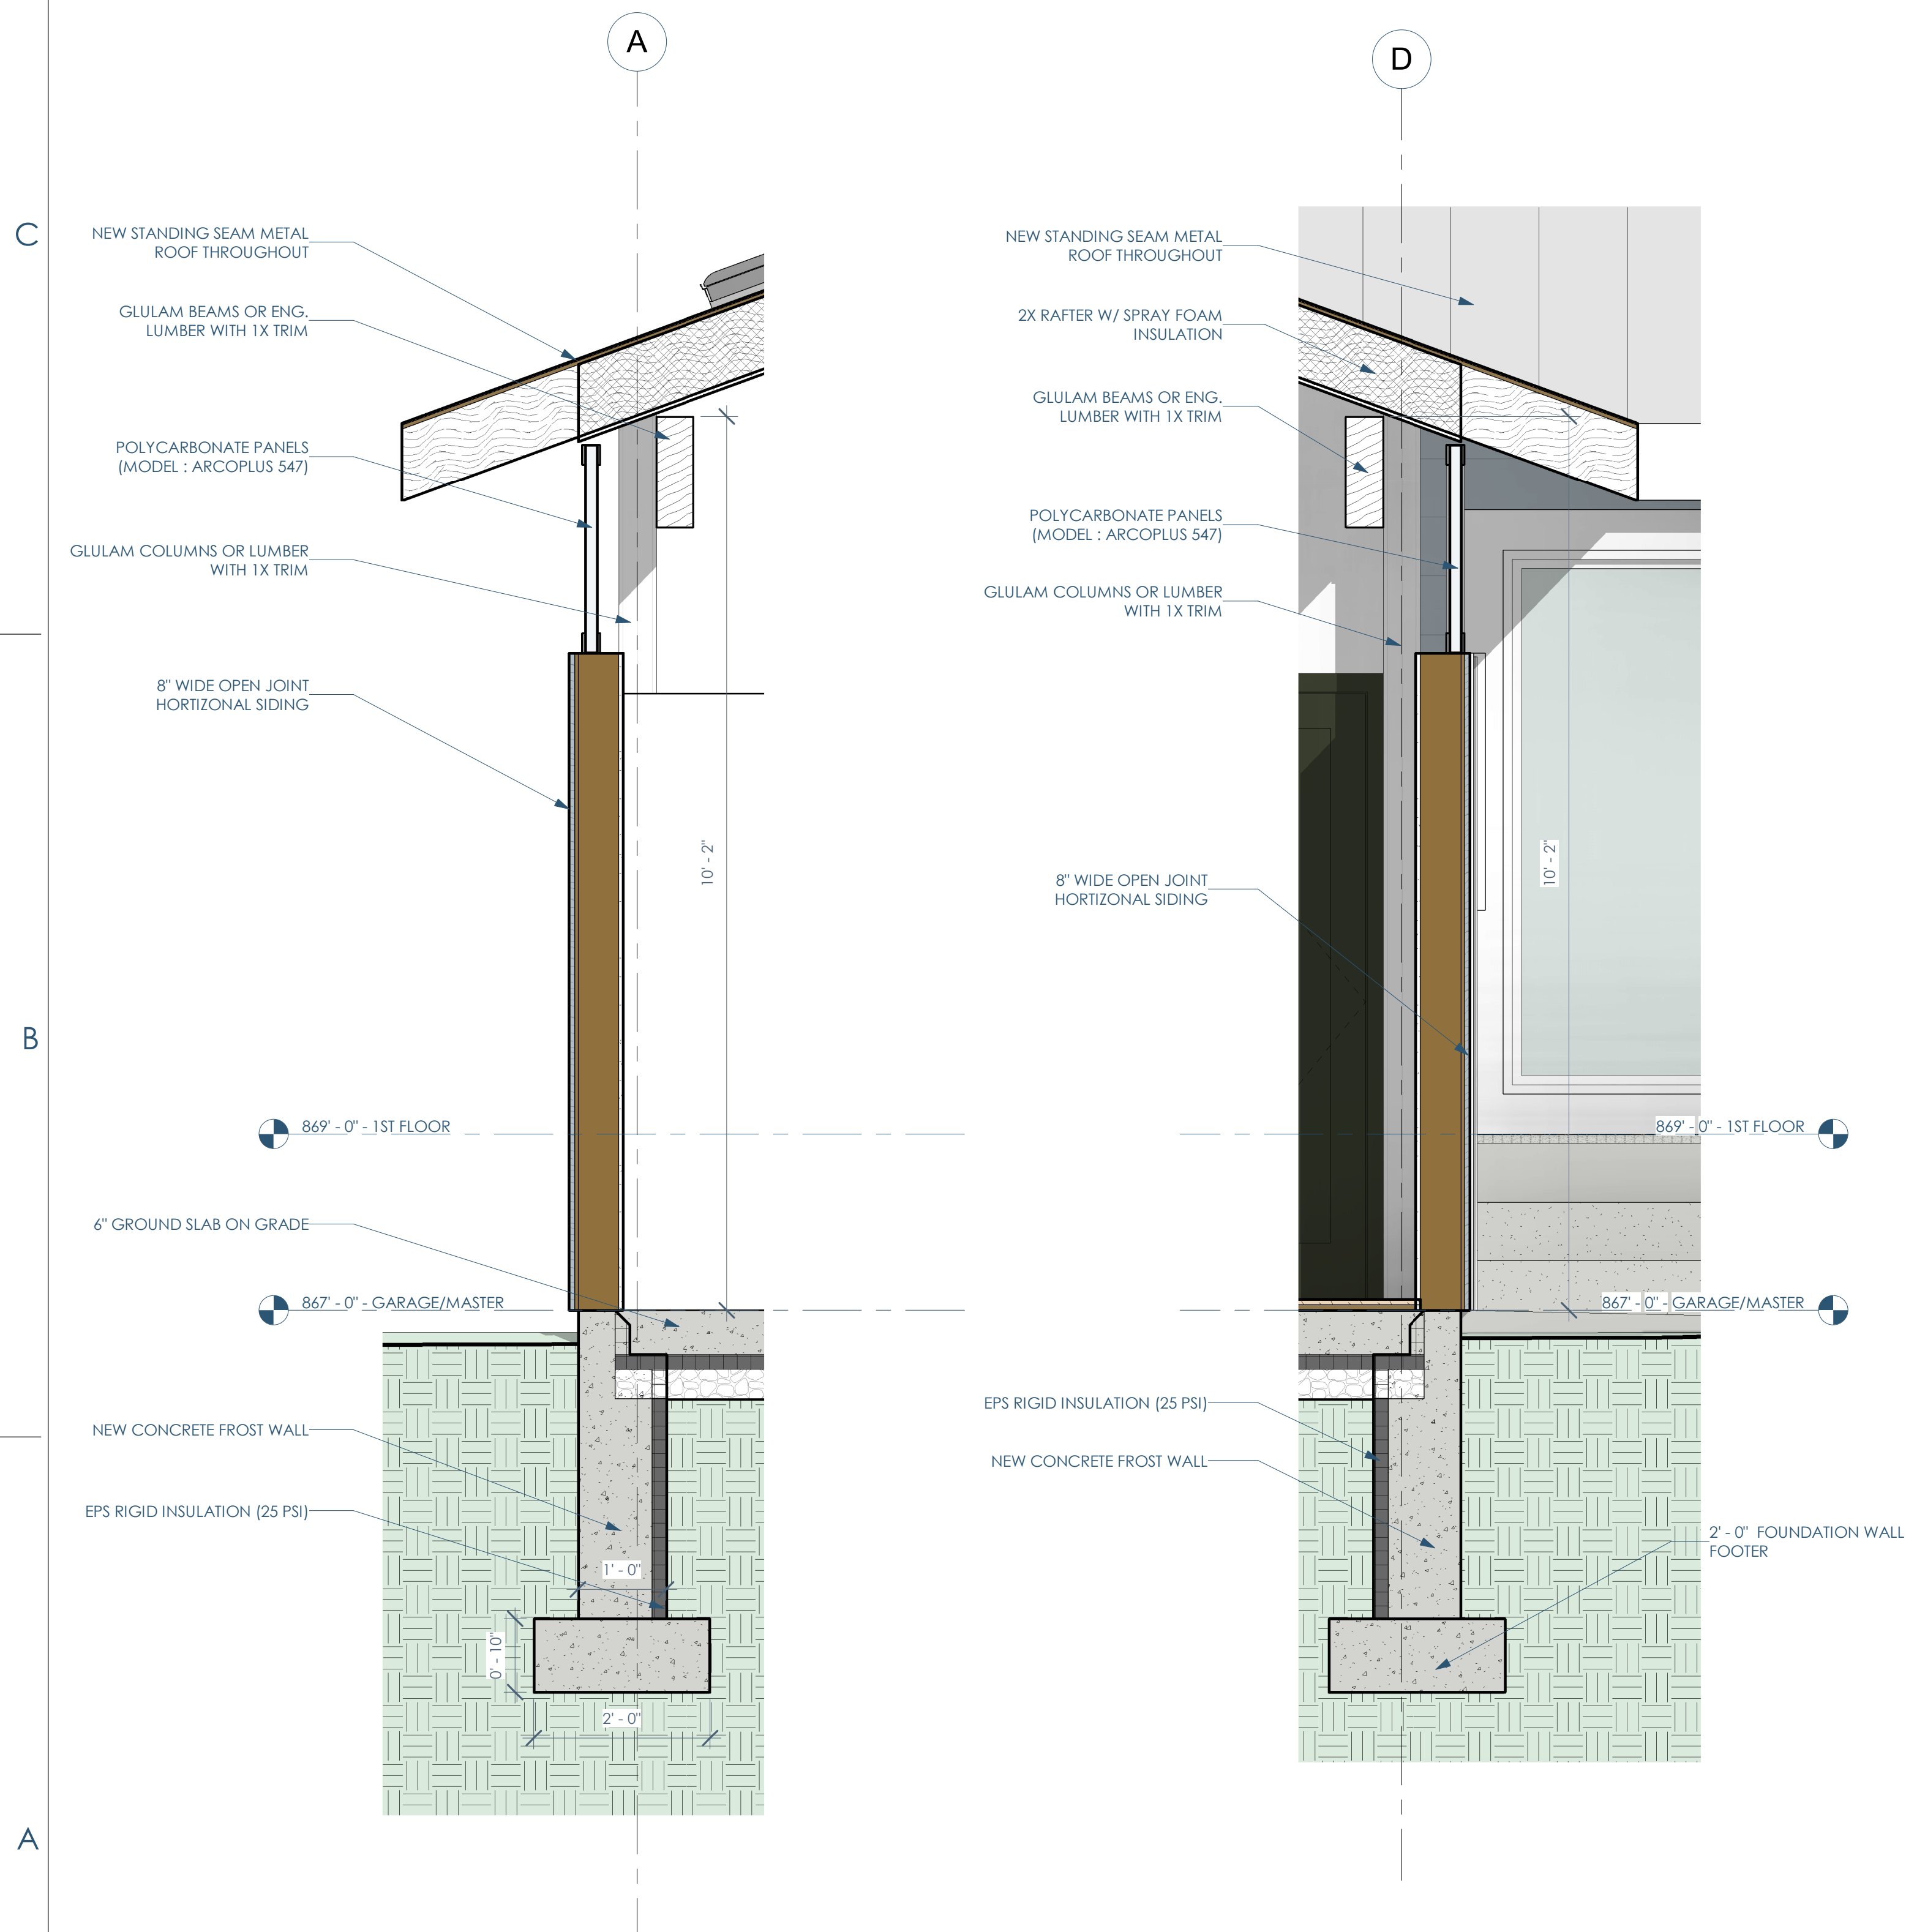 A
D
C
NEW STANDING SEAM METAL
ROOF THROUGHOUT
GLULAM BEAMS OR ENG.
LUMBER WITH 1X TRIM
POLYCARBONATE PANELS
(MODEL : ARCOPLUS 547)
GLULAM COLUMNS OR LUMBER
WITH 1X TRIM
8" WIDE OPEN JOINT
HORTIZONAL SIDING
10' - 2"
B
869' - 0" - 1ST FLOOR
6" GROUND SLAB ON GRADE
867' - 0" - GARAGE/MASTER
NEW CONCRETE FROST WALL
EPS RIGID INSULATION (25 PSI)
1' - 0"
0' - 10"
2' - 0"
A
NEW STANDING SEAM METAL
ROOF THROUGHOUT
2X RAFTER W/ SPRAY FOAM
INSULATION
GLULAM BEAMS OR ENG.
LUMBER WITH 1X TRIM
POLYCARBONATE PANELS
(MODEL : ARCOPLUS 547)
GLULAM COLUMNS OR LUMBER
WITH 1X TRIM
10' - 2"
8" WIDE OPEN JOINT
HORTIZONAL SIDING
869' - 0" - 1ST FLOOR
867' - 0" - GARAGE/MASTER
EPS RIGID INSULATION (25 PSI)
NEW CONCRETE FROST WALL
2' - 0"  FOUNDATION WALL
FOOTER